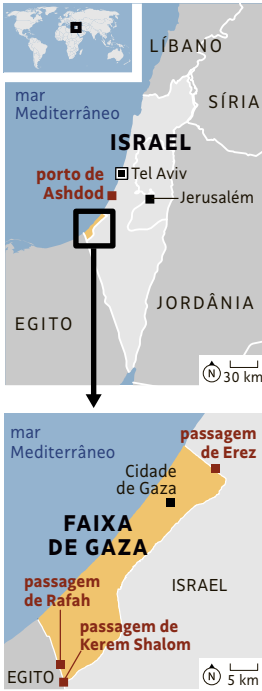 LÍBANO
mar
Mediterrâneo
SÍRIA
ISRAEL
porto de
Ashdod
Tel Aviv
Jerusalém
JORDÂNIA
EGITO
N
30 km
mar
Mediterrâneo
passagem
de Erez
Cidade
de Gaza
FAIXA
DE GAZA
passagem
de Rafah
ISRAEL
passagem de
Kerem Shalom
EGITO
N
5 km